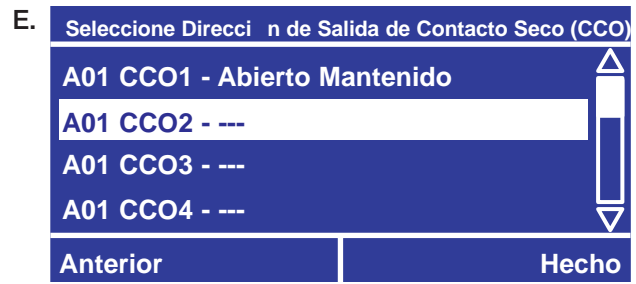 E.
Seleccione Direcci n de Salida de Contacto Seco (CCO)
A01 CCO1 - Abierto Mantenido
A01 CCO2 - ---
A01 CCO3 - ---
A01 CCO4 - ---
Anterior Hecho